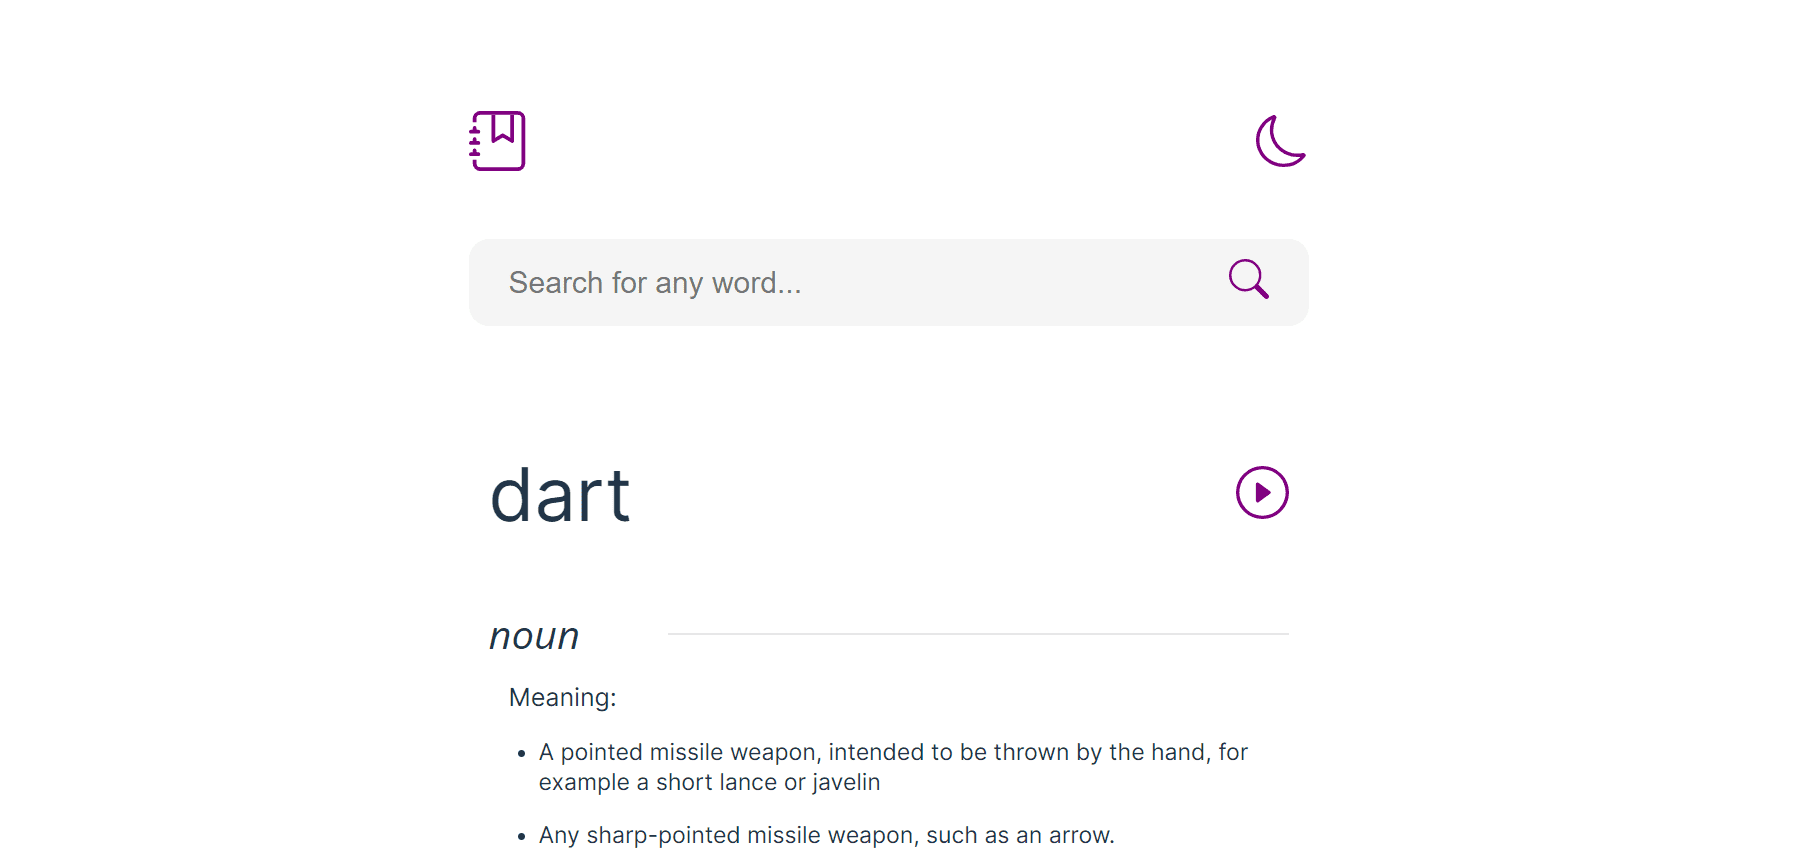 Search for any word...
dart
noun
Meaning:
A pointed missile weapon, intended to be thrown by the hand, for
example a short lance or javelin
Any sharp-pointed missile weapon, such as an arrow.